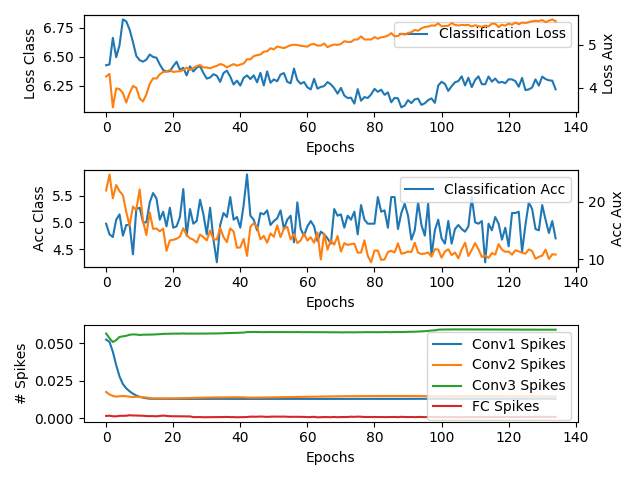 Classification Loss
Loss Class
Loss Aux
6.75
6.50
6.25
5
4
0 20 40 60 80 100 120 140
Epochs
Classification Acc
Acc Class
Acc Aux
5.5
5.0
4.5
20
10
0 20 40 60 80 100 120 140
Epochs
# Spikes
0.050
0.025
0.000
Conv1 Spikes
Conv2 Spikes
Conv3 Spikes
FC Spikes
0 20 40 60 80 100 120 140
Epochs